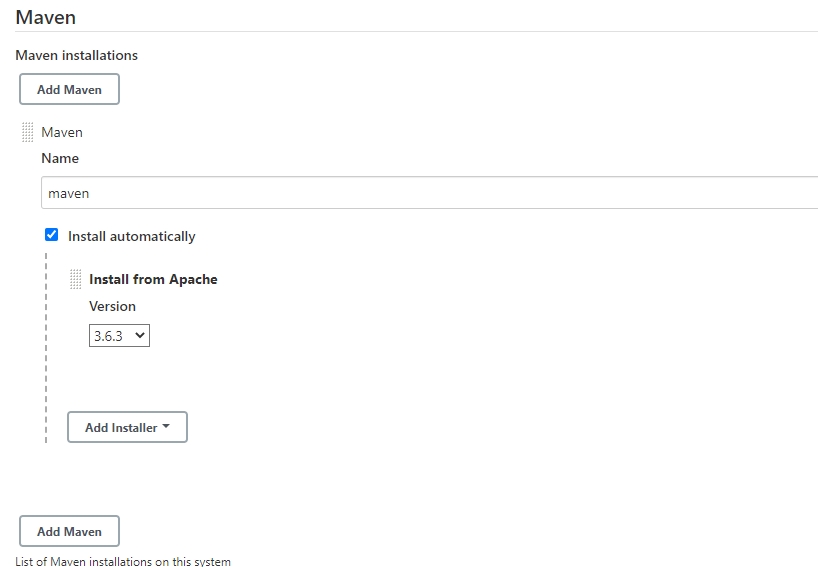 Maven
Maven installations
Add Maven
Maven
Name
maven
Install automatically
Install from Apache
Version
3.6.3
Add Installer
Add Maven
List of Maven installations on this system